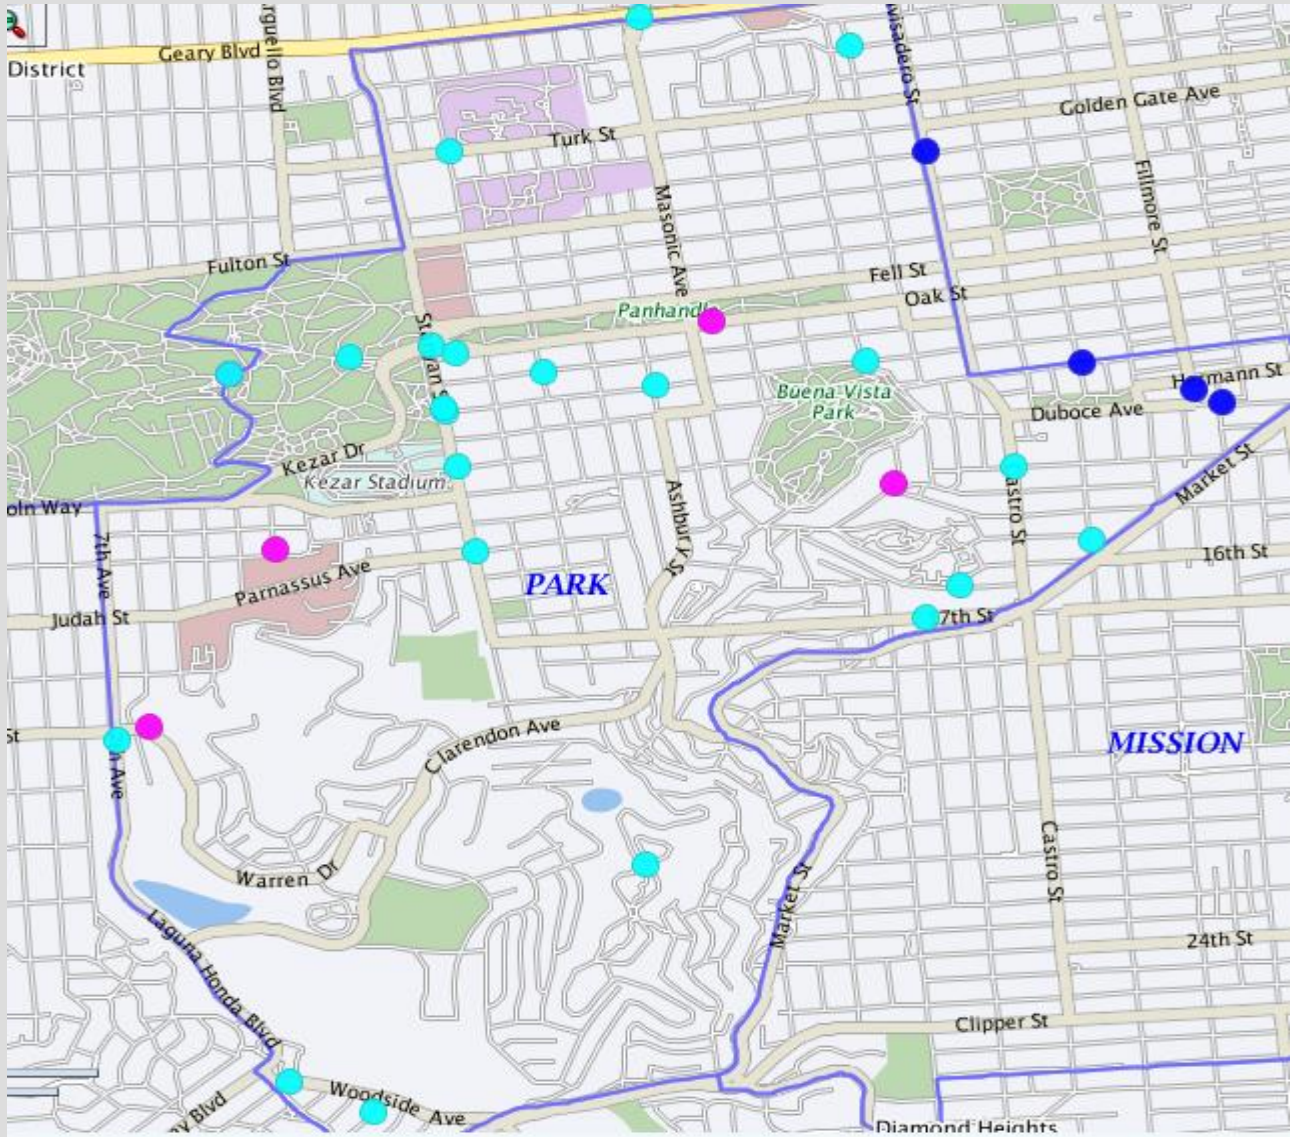 Geary Blvd
District
Turk St
Golden Gate Ave
Masonic Ave
Fillmore St
Fulton St
Fell St
Oak St
Buena Vista
Park
Duboce Ave
Kezar Dr
Kezar Stadium
Market St
16th St
7th Ave
Parnassus Ave
Judah St
PARK
7th St
St
Clarendon Ave
MISSION
Castro St
Warren Dr
Market St
24th St
Laguna Honda Blvd
Clipper St
Woodside Ave
Diamond Heights